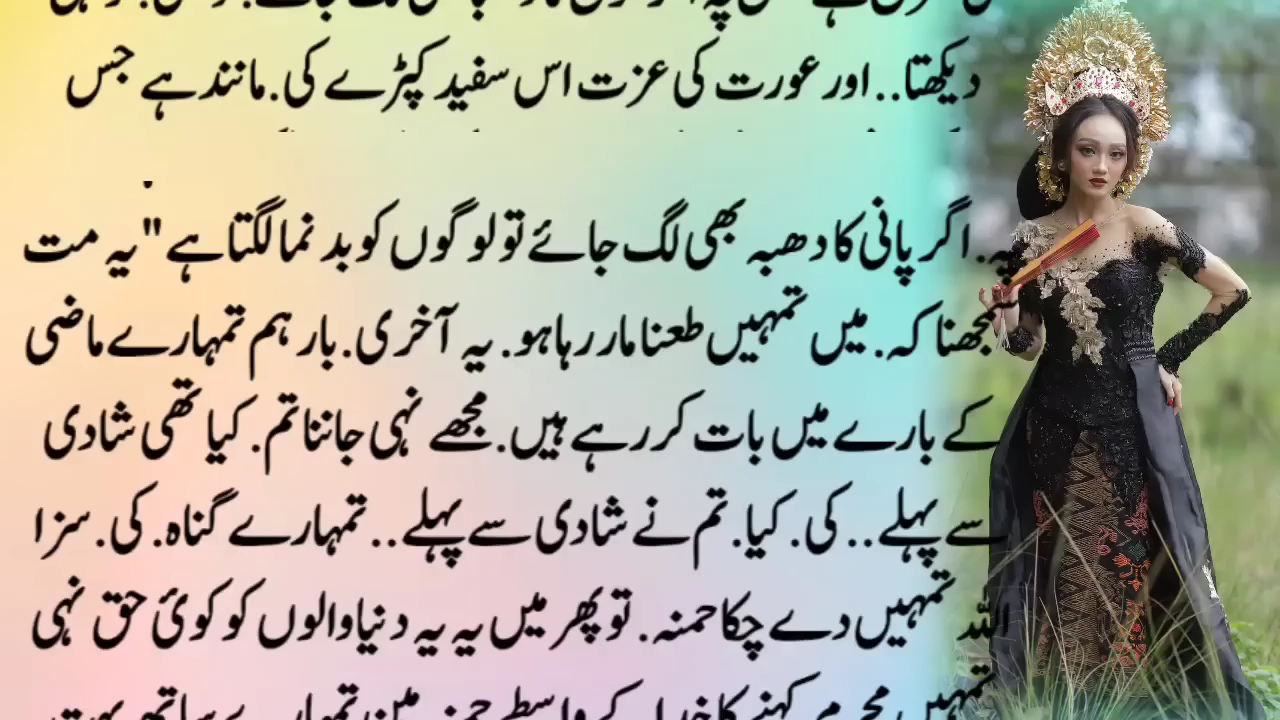 دیکھتا.. اور عورت کی عزت اس سفید کپڑے کی.مانند ہے جس
پہ.اگر پانی کا دھبہ بھی لگ جائے تو لوگوں کو بد نما لگتا ہے "یہ مت
سمجھنا کہ.میں تمہیں طعنا مار رہا ہو. یہ آخری.بار ہم تمہارے ماضی
کے بارے میں بات کر رہے ہیں.مجھے نہی جاننا تم.کیا تھی شادی
سے پہلے..کی.کیا.تم نے شادی سے پہلے..تمہارے گناہ.کی.سزا
اللہ تمہیں دے چکا حمنہ.تو پھر میں یہ یہ دنیا والوں کو کوئ حق نہی